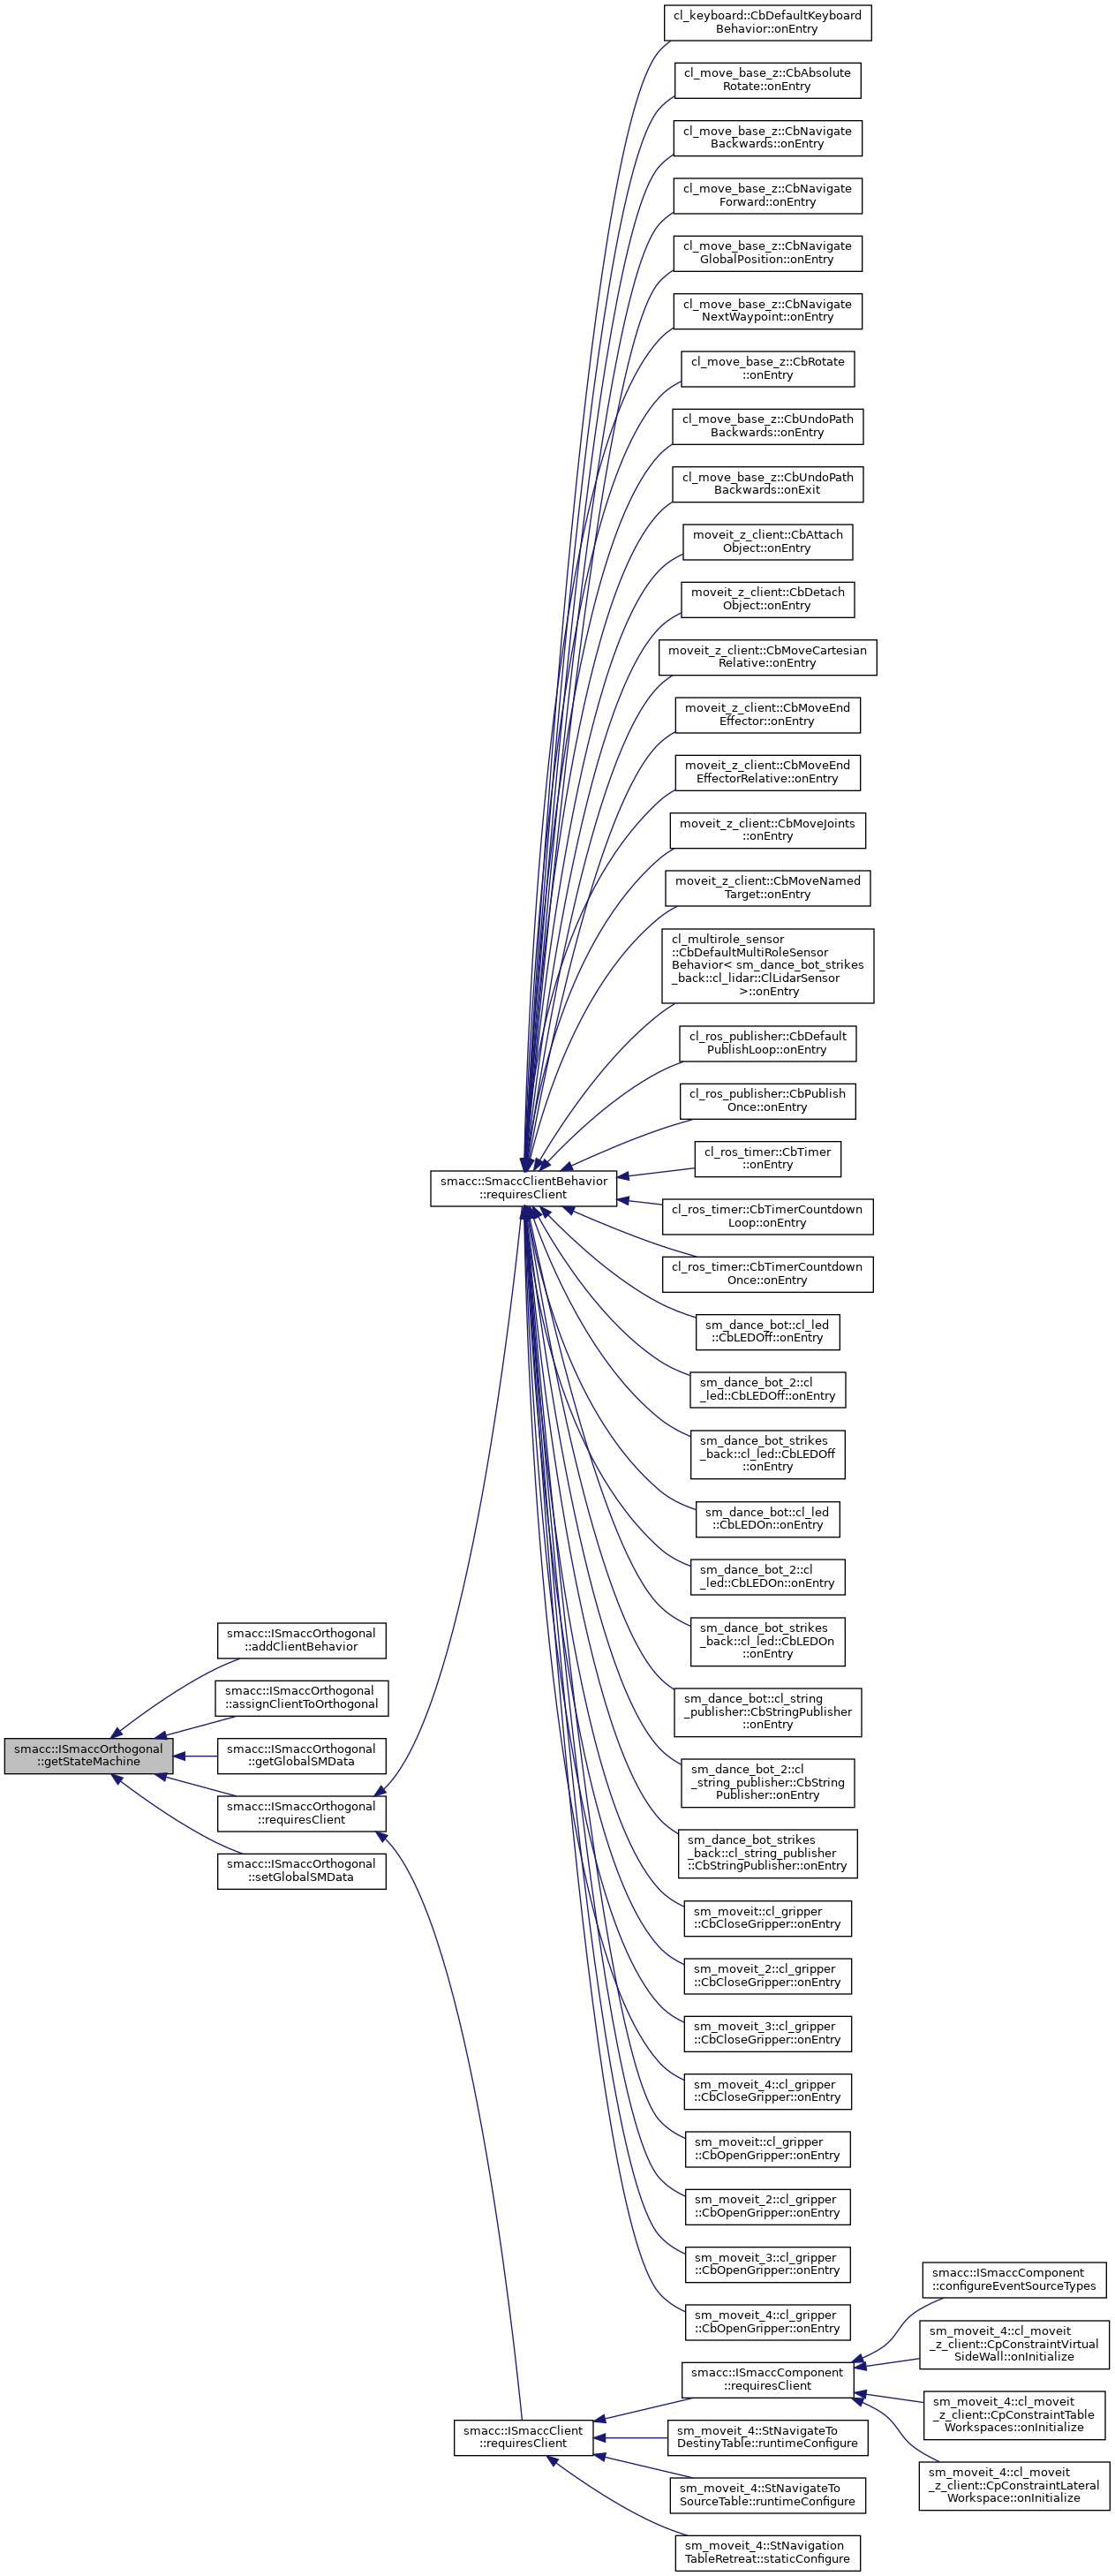 cl_keyboard::CbDefaultKeyboard
Behavior::onEntry
cl_move_base_z::CbAbsolute
Rotate::onEntry
cl_move_base_z::CbNavigate
Backwards::onEntry
cl_move_base_z::CbNavigate
Forward::onEntry
cl_move_base_z::CbNavigate
GlobalPosition::onEntry
cl_move_base_z::CbNavigate
NextWaypoint::onEntry
cl_move_base_z::CbRotate
::onEntry
cl_move_base_z::CbUndoPath
Backwards::onEntry
cl_move_base_z::CbUndoPath
Backwards::onExit
moveit_z_client::CbAttach
Object::onEntry
moveit_z_client::CbDetach
Object::onEntry
moveit_z_client::CbMoveCartesian
Relative::onEntry
moveit_z_client::CbMoveEnd
Effector::onEntry
moveit_z_client::CbMoveEnd
EffectorRelative::onEntry
moveit_z_client::CbMoveJoints
::onEntry
moveit_z_client::CbMoveNamed
Target::onEntry
cl_multirole_sensor
::CbDefaultMultiRoleSensor
Behavior< sm_dance_bot_strikes
_back::cl_lidar::ClLidarSensor
>::onEntry
cl_ros_publisher::CbDefault
PublishLoop::onEntry
cl_ros_publisher::CbPublish
Once::onEntry
cl_ros_timer::CbTimer
::onEntry
smacc::SmaccClientBehavior
::requiresClient
cl_ros_timer::CbTimerCountdown
Loop::onEntry
cl_ros_timer::CbTimerCountdown
Once::onEntry
sm_dance_bot::cl_led
::CbLEDOff::onEntry
sm_dance_bot_2::cl
_led::CbLEDOff::onEntry
sm_dance_bot_strikes
_back::cl_led::CbLEDOff
::onEntry
sm_dance_bot::cl_led
::CbLEDOn::onEntry
sm_dance_bot_2::cl
_led::CbLEDOn::onEntry
sm_dance_bot_strikes
_back::cl_led::CbLEDOn
::onEntry
sm_dance_bot::cl_string
_publisher::CbStringPublisher
::onEntry
sm_dance_bot_2::cl
_string_publisher::CbString
Publisher::onEntry
sm_dance_bot_strikes
_back::cl_string_publisher
::CbStringPublisher::onEntry
smacc::ISmaccOrthogonal
::addClientBehavior
smacc::ISmaccOrthogonal
::assignClientToOrthogonal
smacc::ISmaccOrthogonal
::getStateMachine
smacc::ISmaccOrthogonal
::getGlobalSMData
smacc::ISmaccOrthogonal
::requiresClient
smacc::ISmaccOrthogonal
::setGlobalSMData
sm_moveit::cl_gripper
::CbCloseGripper::onEntry
sm_moveit_2::cl_gripper
::CbCloseGripper::onEntry
sm_moveit_3::cl_gripper
::CbCloseGripper::onEntry
sm_moveit_4::cl_gripper
::CbCloseGripper::onEntry
sm_moveit::cl_gripper
::CbOpenGripper::onEntry
sm_moveit_2::cl_gripper
::CbOpenGripper::onEntry
sm_moveit_3::cl_gripper
::CbOpenGripper::onEntry
sm_moveit_4::cl_gripper
::CbOpenGripper::onEntry
smacc::ISmaccComponent
::configureEventSourceTypes
sm_moveit_4::cl_moveit
_z_client::CpConstraintVirtual
SideWall::onInitialize
smacc::ISmaccComponent
::requiresClient
sm_moveit_4::cl_moveit
_z_client::CpConstraintTable
Workspaces::onInitialize
smacc::ISmaccClient
::requiresClient
sm_moveit_4::StNavigateTo
DestinyTable::runtimeConfigure
sm_moveit_4::cl_moveit
_z_client::CpConstraintLateral
Workspace::onInitialize
sm_moveit_4::StNavigateTo
SourceTable::runtimeConfigure
sm_moveit_4::StNavigation
TableRetreat::staticConfigure